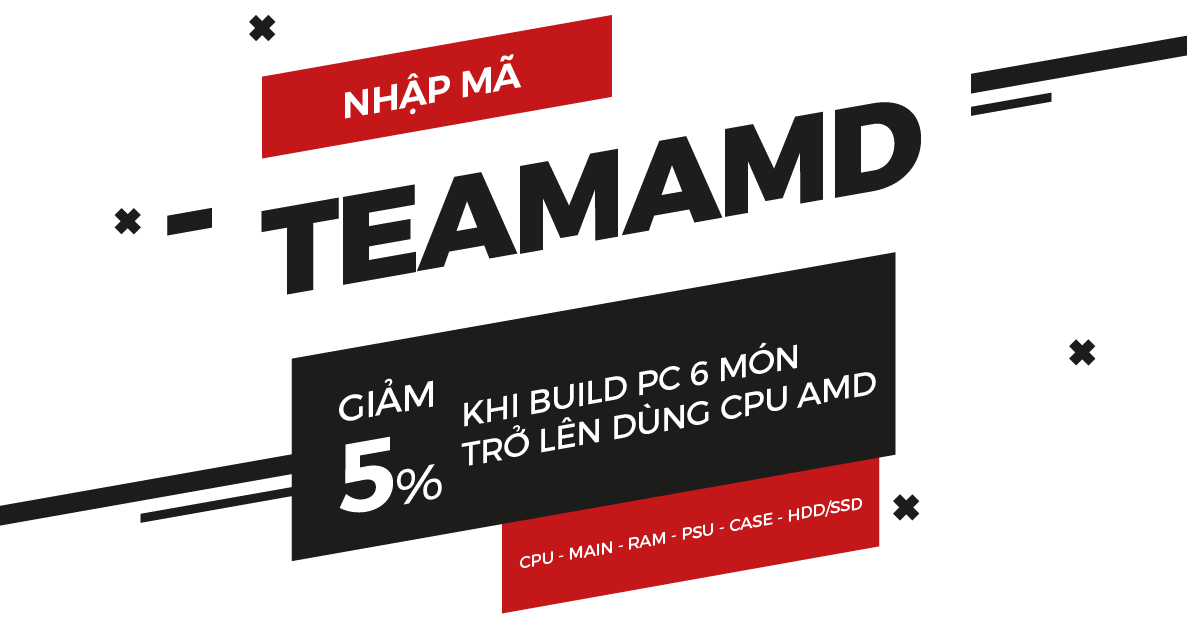 NHẬP MÃ
TEAMAMD
GIẢM
5%
KHI BUILD PC 6 MÓN
TRỞ LÊN DÙNG CPU AMD
CPU - MAIN - RAM - PSU - CASE - HDD/SSD